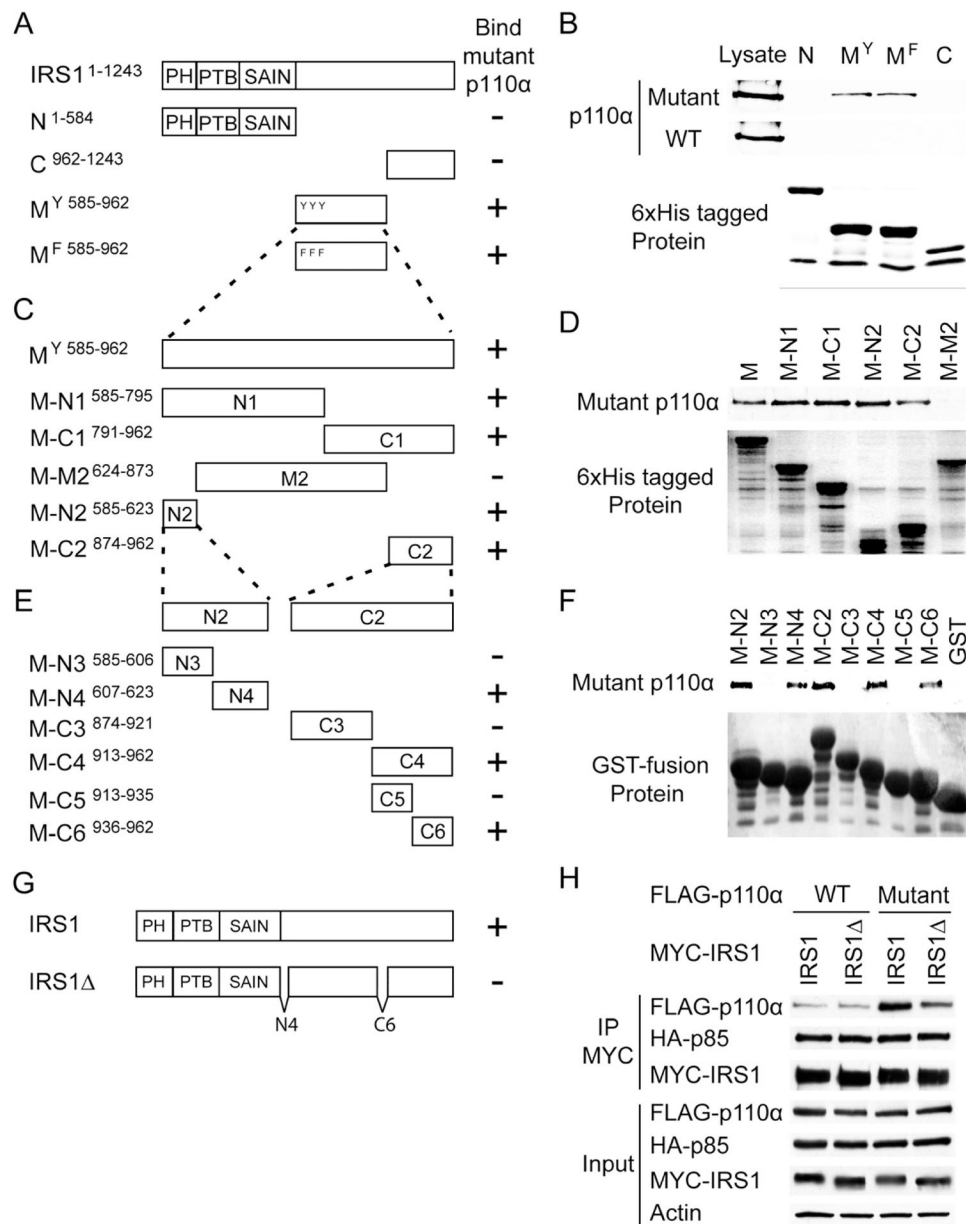 A
Bind
mutant
p110α
IRS1 1-1243
PH PTB SAIN
N 1-584
PH PTB SAIN
-
C 962-1243
-
M Y 585-962
Y Y Y
+
M F 585-962
F F F
+
B
Lysate N M Y M F C
p110α
Mutant
WT
6xHis tagged
Protein
C
M Y 585-962
+
M-N1 585-795
N1
+
M-C1 791-962
C1
+
M-M2 624-873
M2
-
M-N2 585-623
N2
+
M-C2 874-962
C2
+
D
M M-N1 M-C1 M-N2 M-C2 M-M2
Mutant p110α
6xHis tagged
Protein
E
N2 C2
M-N3 585-606
N3
-
M-N4 607-623
N4
+
M-C3 874-921
C3
-
M-C4 913-962
C4
+
M-C5 913-935
C5
-
M-C6 936-962
C6
+
F
M-N2 M-N3 M-N4 M-C2 M-C3 M-C4 M-C5 M-C6 GST
Mutant p110α
GST-fusion
Protein
G
IRS1
PH PTB SAIN
+
IRS1Δ
PH PTB SAIN
-
N4 C6
H
FLAG-p110α WT Mutant
MYC-IRS1 IRS1 IRS1Δ IRS1 IRS1Δ
IP
MYC
FLAG-p110α
HA-p85
MYC-IRS1
Input
FLAG-p110α
HA-p85
MYC-IRS1
Actin